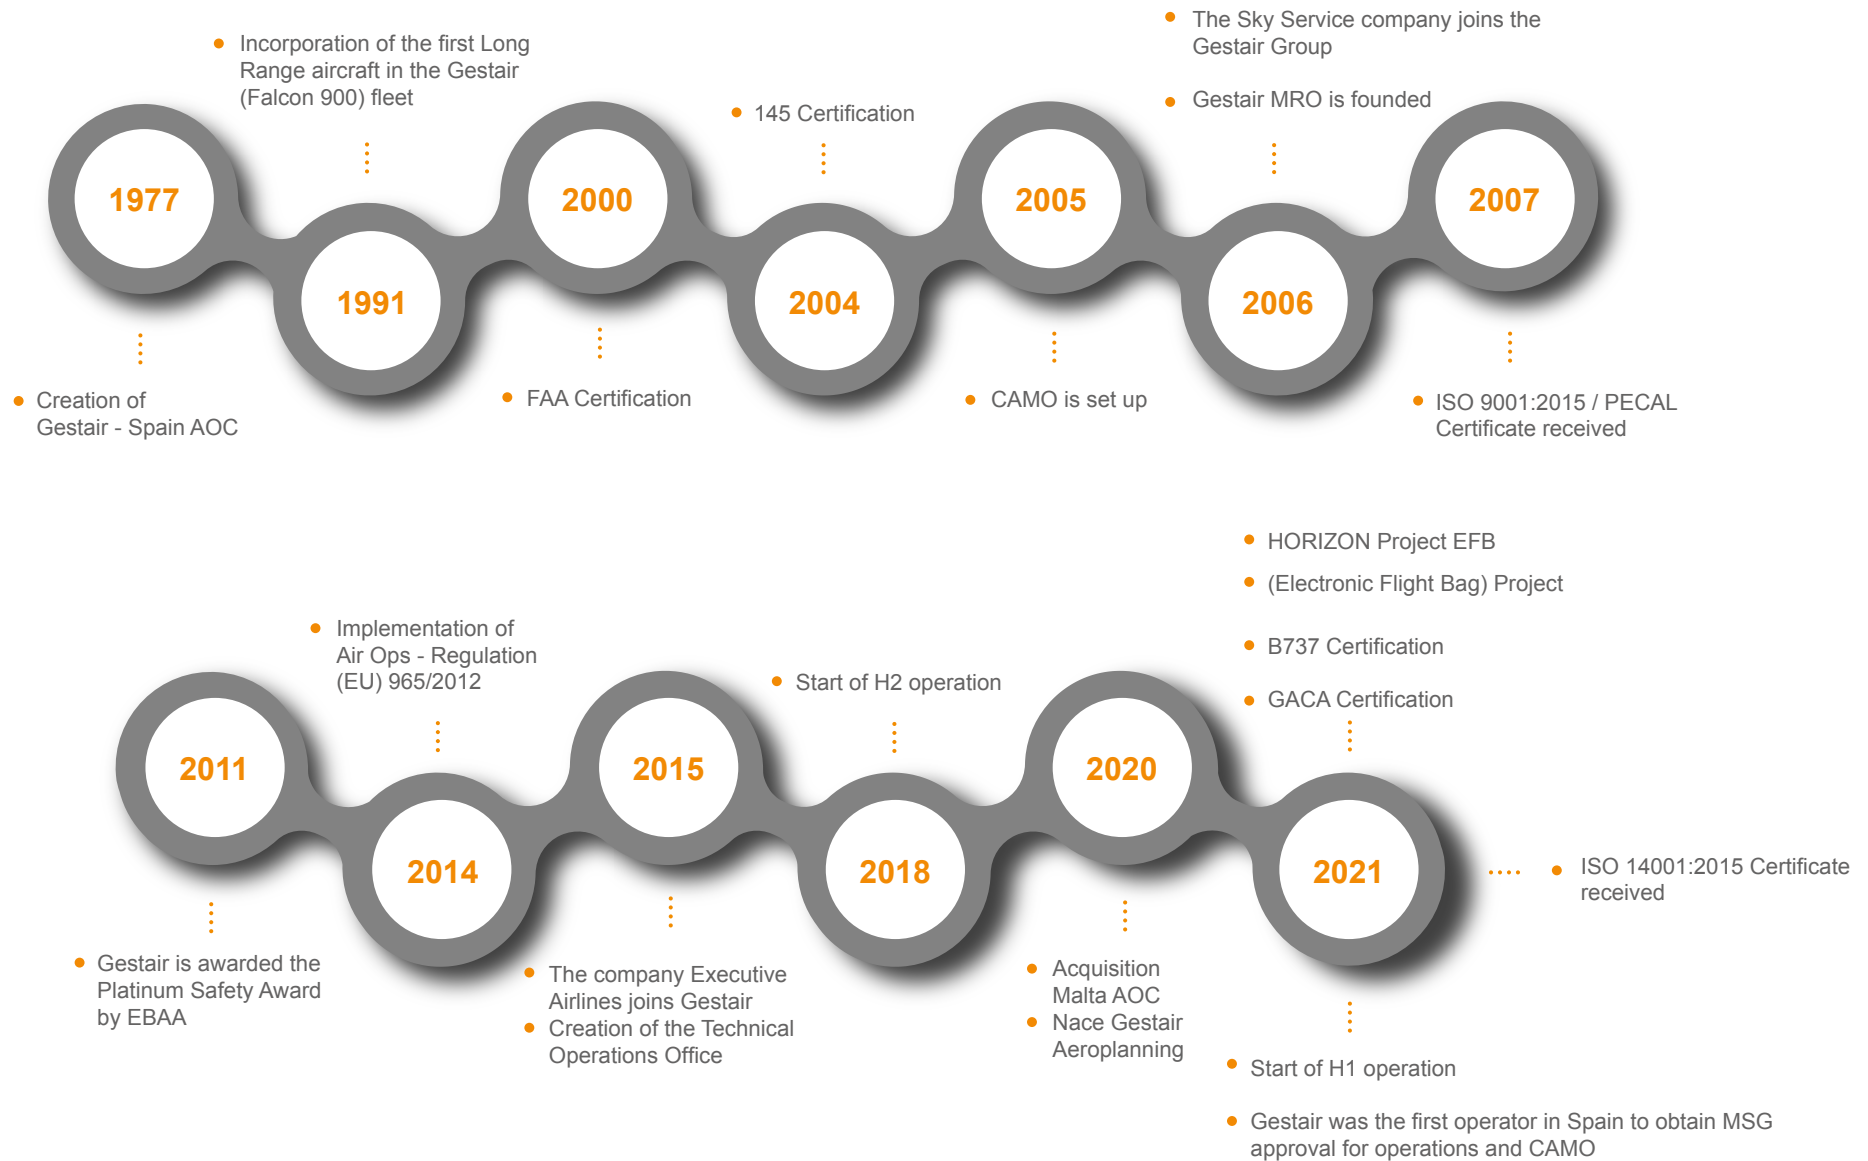 The Sky Service company joins the
Gestair Group
Gestair MRO is founded
Incorporation of the first Long
Range aircraft in the Gestair
(Falcon 900) fleet
145 Certification
1977
2000
2005
2007
1991
2004
2006
Creation of
Gestair - Spain AOC
FAA Certification
CAMO is set up
ISO 9001:2015 / PECAL
Certificate received
HORIZON Project EFB
(Electronic Flight Bag) Project
B737 Certification
GACA Certification
Implementation of
Air Ops - Regulation
(EU) 965/2012
Start of H2 operation
2011
2015
2020
2014
2018
2021
ISO 14001:2015 Certificate
received
Gestair is awarded the
Platinum Safety Award
by EBAA
The company Executive
Airlines joins Gestair
Creation of the Technical
Operations Office
Acquisition
Malta AOC
Nace Gestair
Aeroplanning
Start of H1 operation
Gestair was the first operator in Spain to obtain MSG
approval for operations and CAMO